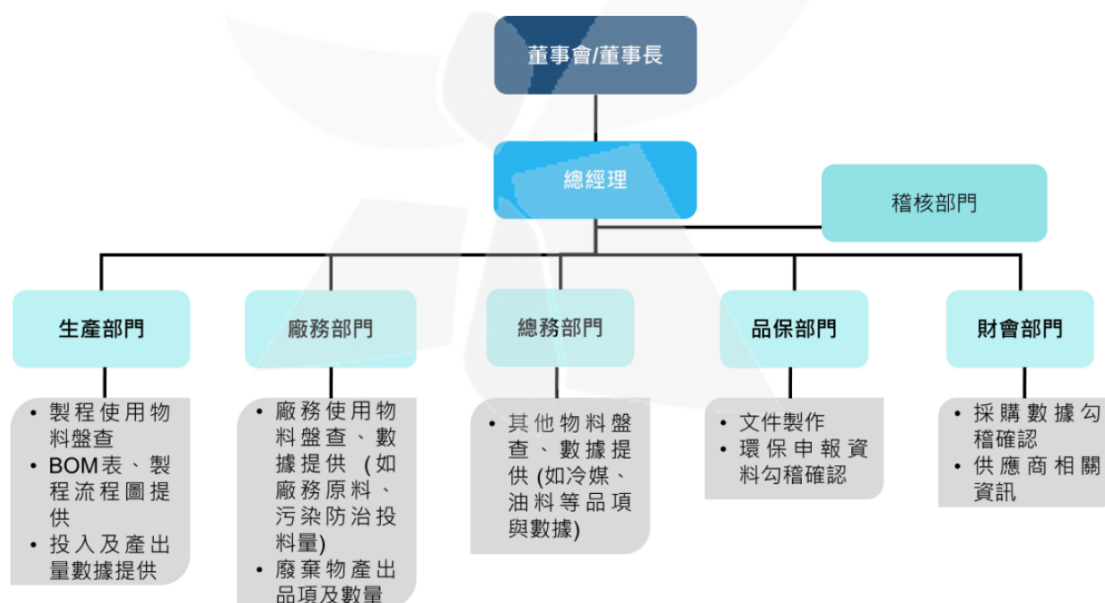 董事會/董事長
總經理
稽核部門
生產部門
廠務部門
總務部門
品保部門
財會部門
• 製程使用物
料盤查
• BOM表、製
程流程圖提
供
• 投入及產出
量數據提供
• 廠務使用物
料盤查、數
據提供 (如
廠務原料、
污染防治投
料量)
• 廢棄物產出
品項及數量
• 其他物料盤
查、數據提
供 (如冷媒、
油料等品項
與數據)
• 文件製作
• 環保申報資
料勾稽確認
• 採購數據勾
稽確認
• 供應商相關
資訊